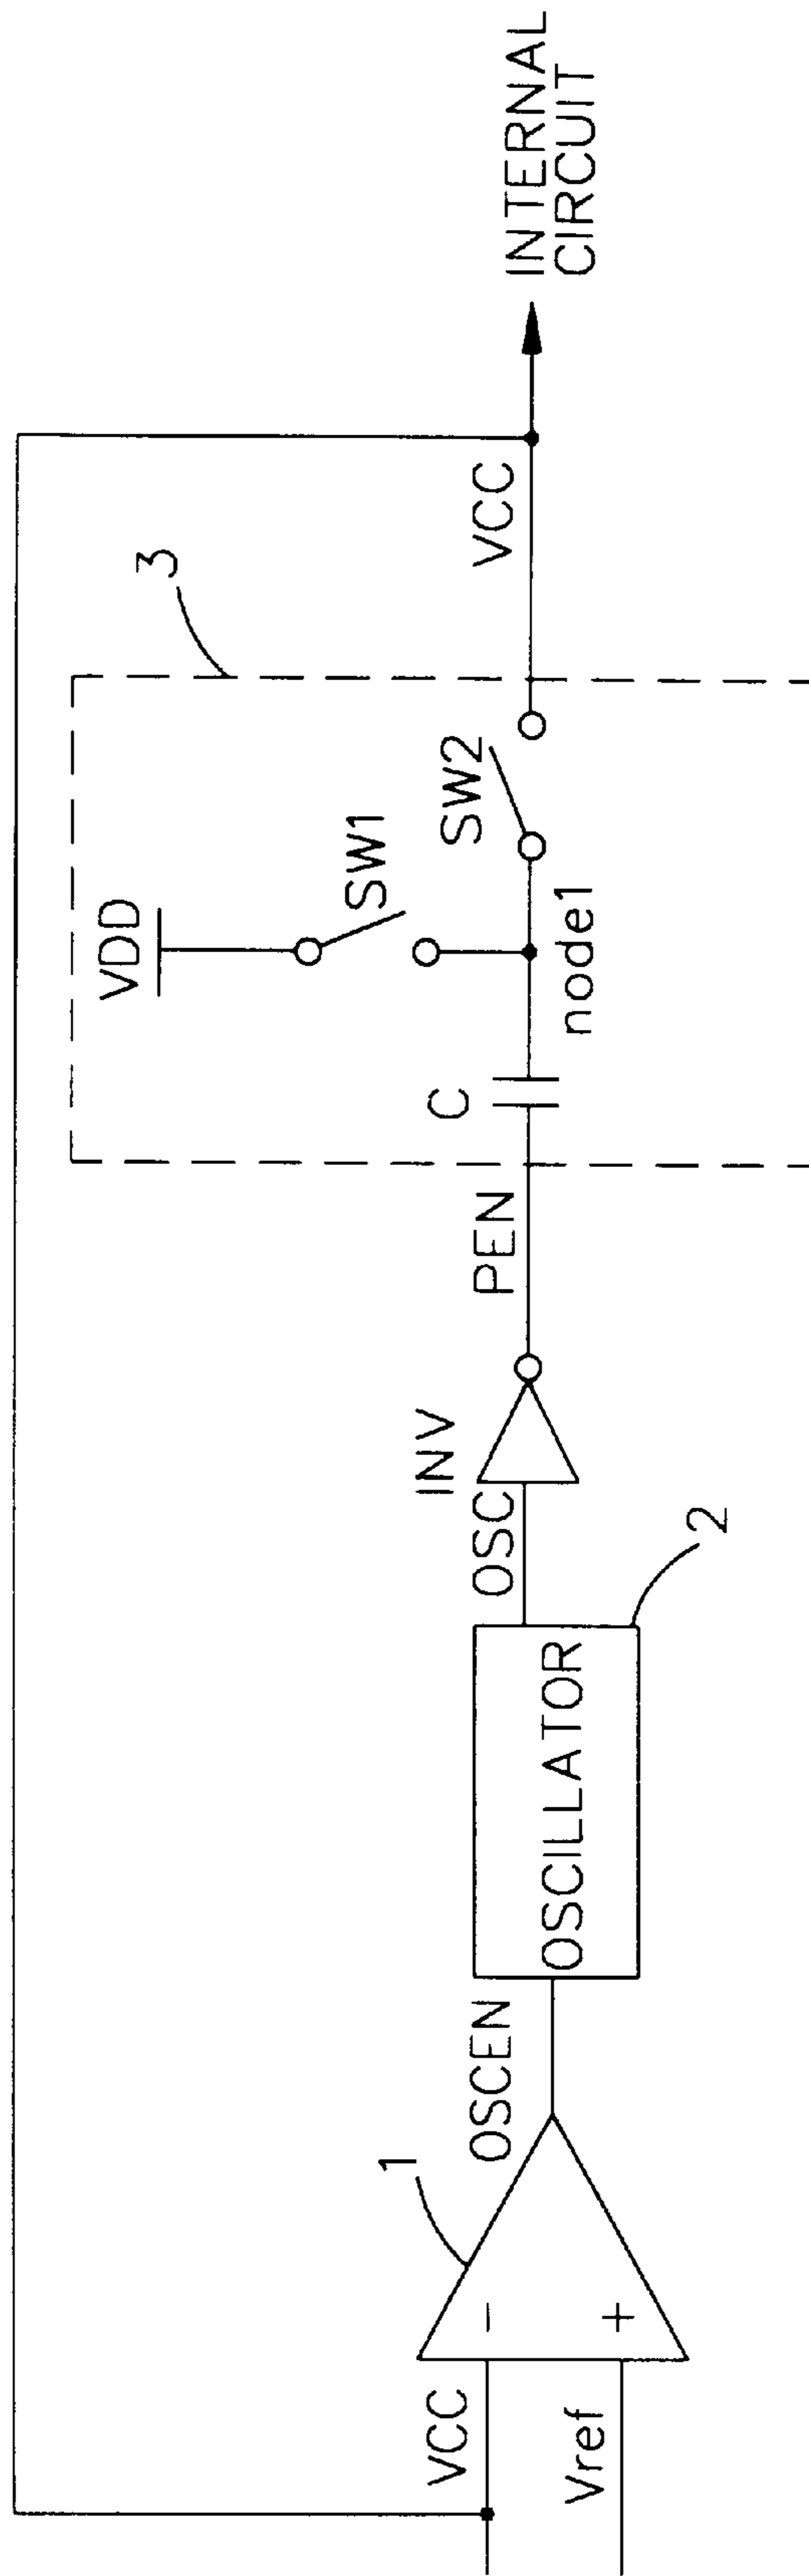 VCC
Vref
-
+
1
OSCEN
OSCILLATOR
2
OSC
INV
PEN
3
C
VDD
SW1
node1
SW2
VCC
INTERNAL
CIRCUIT